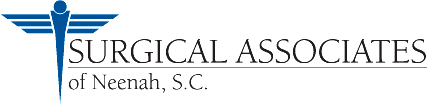 SURGICAL ASSOCIATES
of Neenah, S.C.